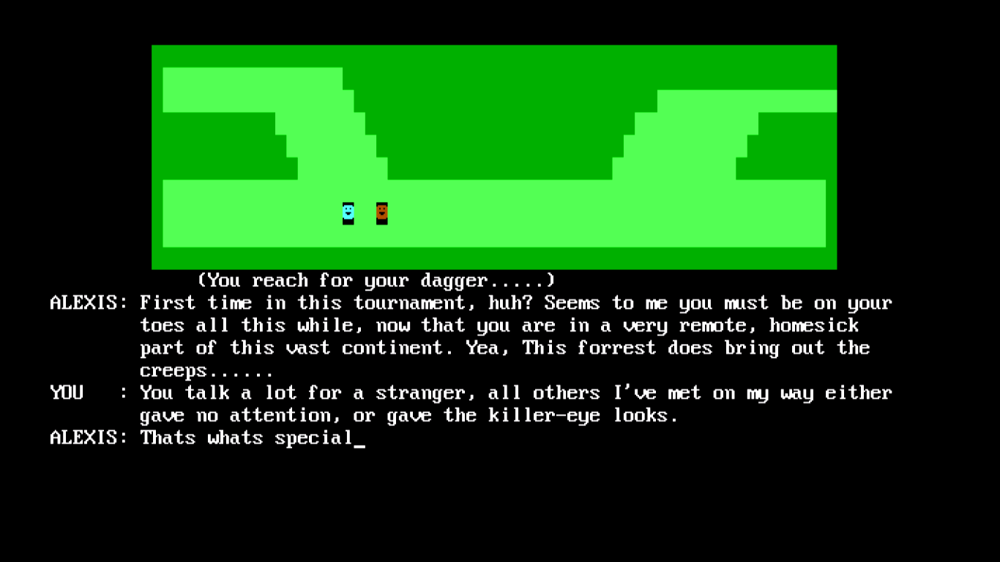 (You reach for your dagger.....)
ALEXIS: First time in this tournament, huh? Seems to me you must be on your
toes all this while, now that you are in a very remote, homesick
part of this vast continent. Yea, This forrest does bring out the
creeps......
YOU   : You talk a lot for a stranger, all others I've met on my way either
gave no attention, or gave the killer-eye looks.
ALEXIS: Thats whats special_